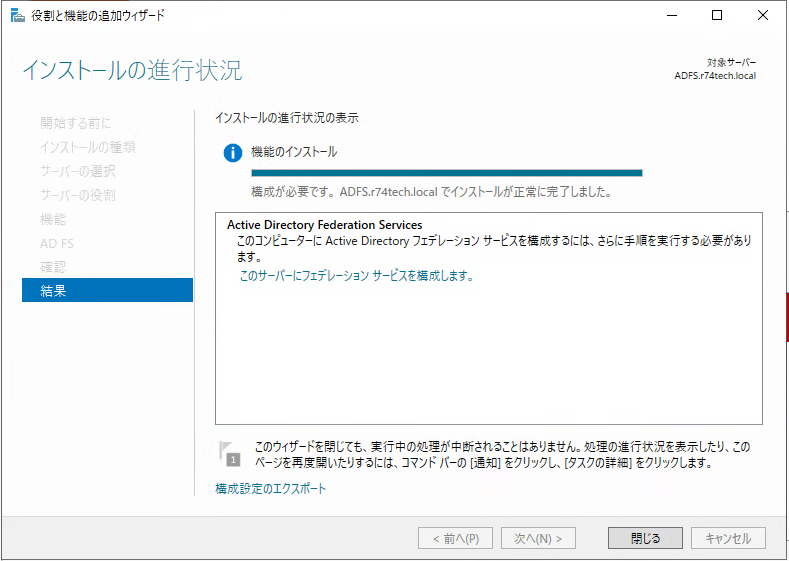 役割と機能の追加ウィザード
インストールの進行状況
対象サーバー
ADFS.r74tech.local
開始する前に
インストールの種類
サーバーの選択
サーバーの役割
機能
AD FS
確認
結果
インストールの進行状況の表示
機能のインストール
構成が必要です。ADFS.r74tech.local でインストールが正常に完了しました。
Active Directory Federation Services
このコンピューターに Active Directory フェデレーション サービスを構成するには、さらに手順を実行する必要があり
ます。
このサーバーにフェデレーション サービスを構成します。
1
このウィザードを閉じても、実行中の処理が中断されることはありません。処理の進行状況を表示したり、この
ページを再度開いたりするには、コマンド バーの [通知] をクリックし、[タスクの詳細] をクリックします。
構成設定のエクスポート
< 前へ(P)
次へ(N) >
閉じる
キャンセル